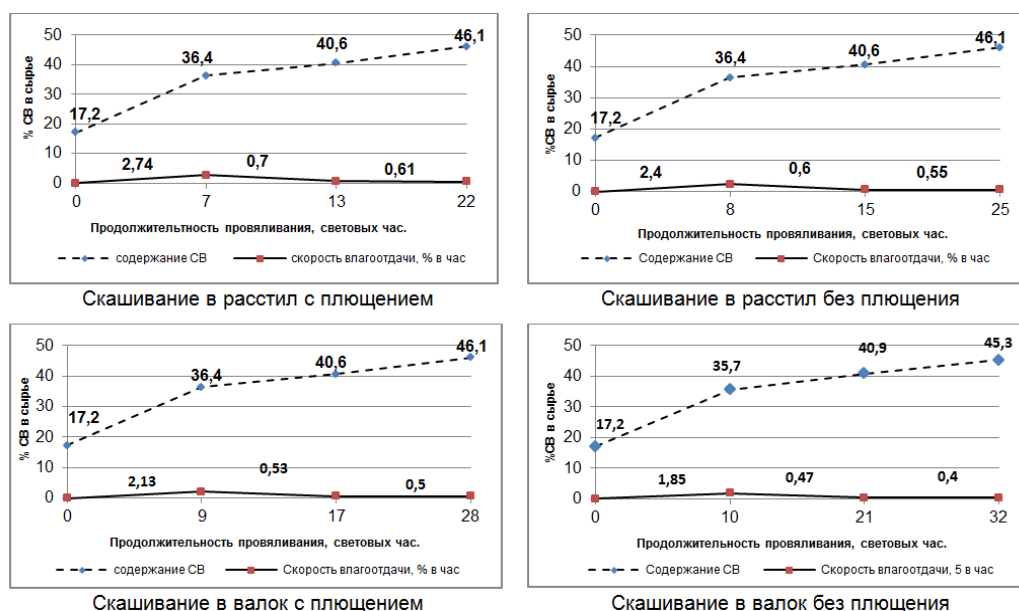 50
40
30
20
10
0
% СВ в сырье
17,2
36,4
40,6
46,1
2,74
0,7
0,61
0 7 13 22
Продолжительтность провяливания, световых час.
содержание СВ скорость влагоотдачи, % в час
Скашивание в расстил с плющением
50
40
30
20
10
0
%СВ в сырье
17,2
36,4
40,6
46,1
2,4
0,6
0,55
0 8 15 25
Продолжительность провяливания, световых час.
Содержание СВ Скорость влагоотдачи, % в час
Скашивание в расстил без плющения
50
40
30
20
10
0
% СВ в сырье
17,2
36,4
40,6
46,1
2,13
0,53
0,5
0 9 17 28
Продолжительность провяливания, световых час.
содержание СВ Скорость влагоотдачи, % в час
Скашивание в валок с плющением
50
40
30
20
10
0
%СВ в сырье
17,2
35,7
40,9
45,3
1,85
0,47
0,4
0 10 21 32
Продолжительность провяливания, световых час.
Содержание СВ Скорость влагоотдачи, 5 в час
Скашивание в валок без плющения